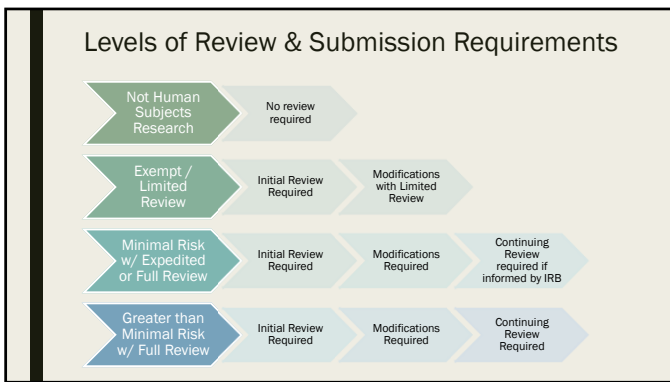 Levels of Review & Submission Requirements
Not Human
Subjects
Research
No review
required
Exempt /
Limited
Review
Initial Review
Required
Modifications
with Limited
Review
Minimal Risk
w/ Expedited
or Full Review
Initial Review
Required
Modifications
Required
Continuing
Review
required if
informed by IRB
Greater than
Minimal Risk
w/ Full Review
Initial Review
Required
Modifications
Required
Continuing
Review
Required